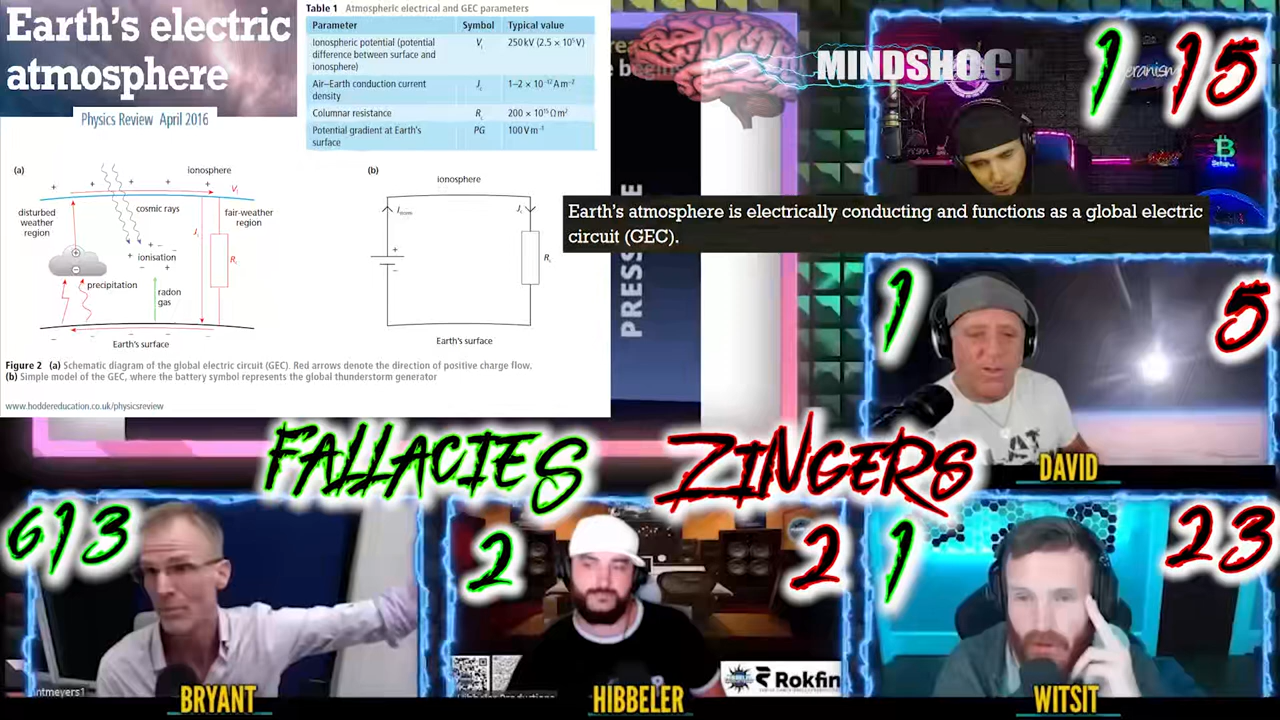 Earth's electric
atmosphere
Physics Review April 2016
Table 1 Atmospheric electrical and GEC parameters
Parameter Symbol Typical value
Ionospheric potential (potential
difference between surface and
ionosphere) Vᵢ 250 kV (2.5 × 10⁵ V)
Air–Earth conduction current
density 1–2 × 10⁻¹² A m⁻²
Columnar resistance 200 × 10¹⁵ Ω m²
Potential gradient at Earth's
surface PG 100 V m⁻¹
(a)
ionosphere
+ + + + + +
disturbed
weather
region
cosmic rays
fair-weather
region
ionisation
precipitation
radon
gas
Earth's surface
(b)
ionosphere
+
−
Earth's surface
Figure 2 (a) Schematic diagram of the global electric circuit (GEC). Red arrows denote the direction of positive charge flow.
(b) Simple model of the GEC, where the battery symbol represents the global thunderstorm generator
www.hoddereducation.co.uk/physicsreview
MINDSHOCK
1 15
Earth's atmosphere is electrically conducting and functions as a global electric
circuit (GEC).
PRESS
1 5
DAVID
FALLACIES ZINGERS
613
BRYANT
2 2
Rokfin
HIBBELER
1 23
WITSIT